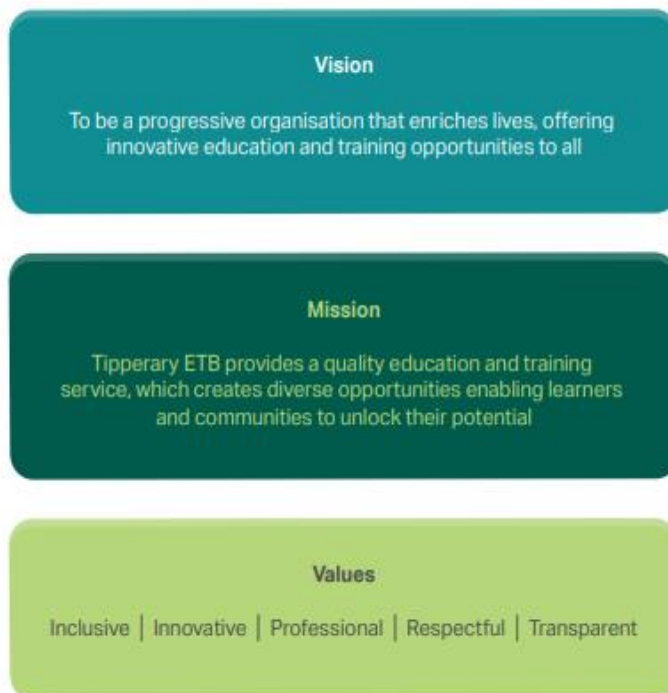 Vision
To be a progressive organisation that enriches lives, offering
innovative education and training opportunities to all
Mission
Tipperary ETB provides a quality education and training
service, which creates diverse opportunities enabling learners
and communities to unlock their potential
Values
Inclusive | Innovative | Professional | Respectful | Transparent